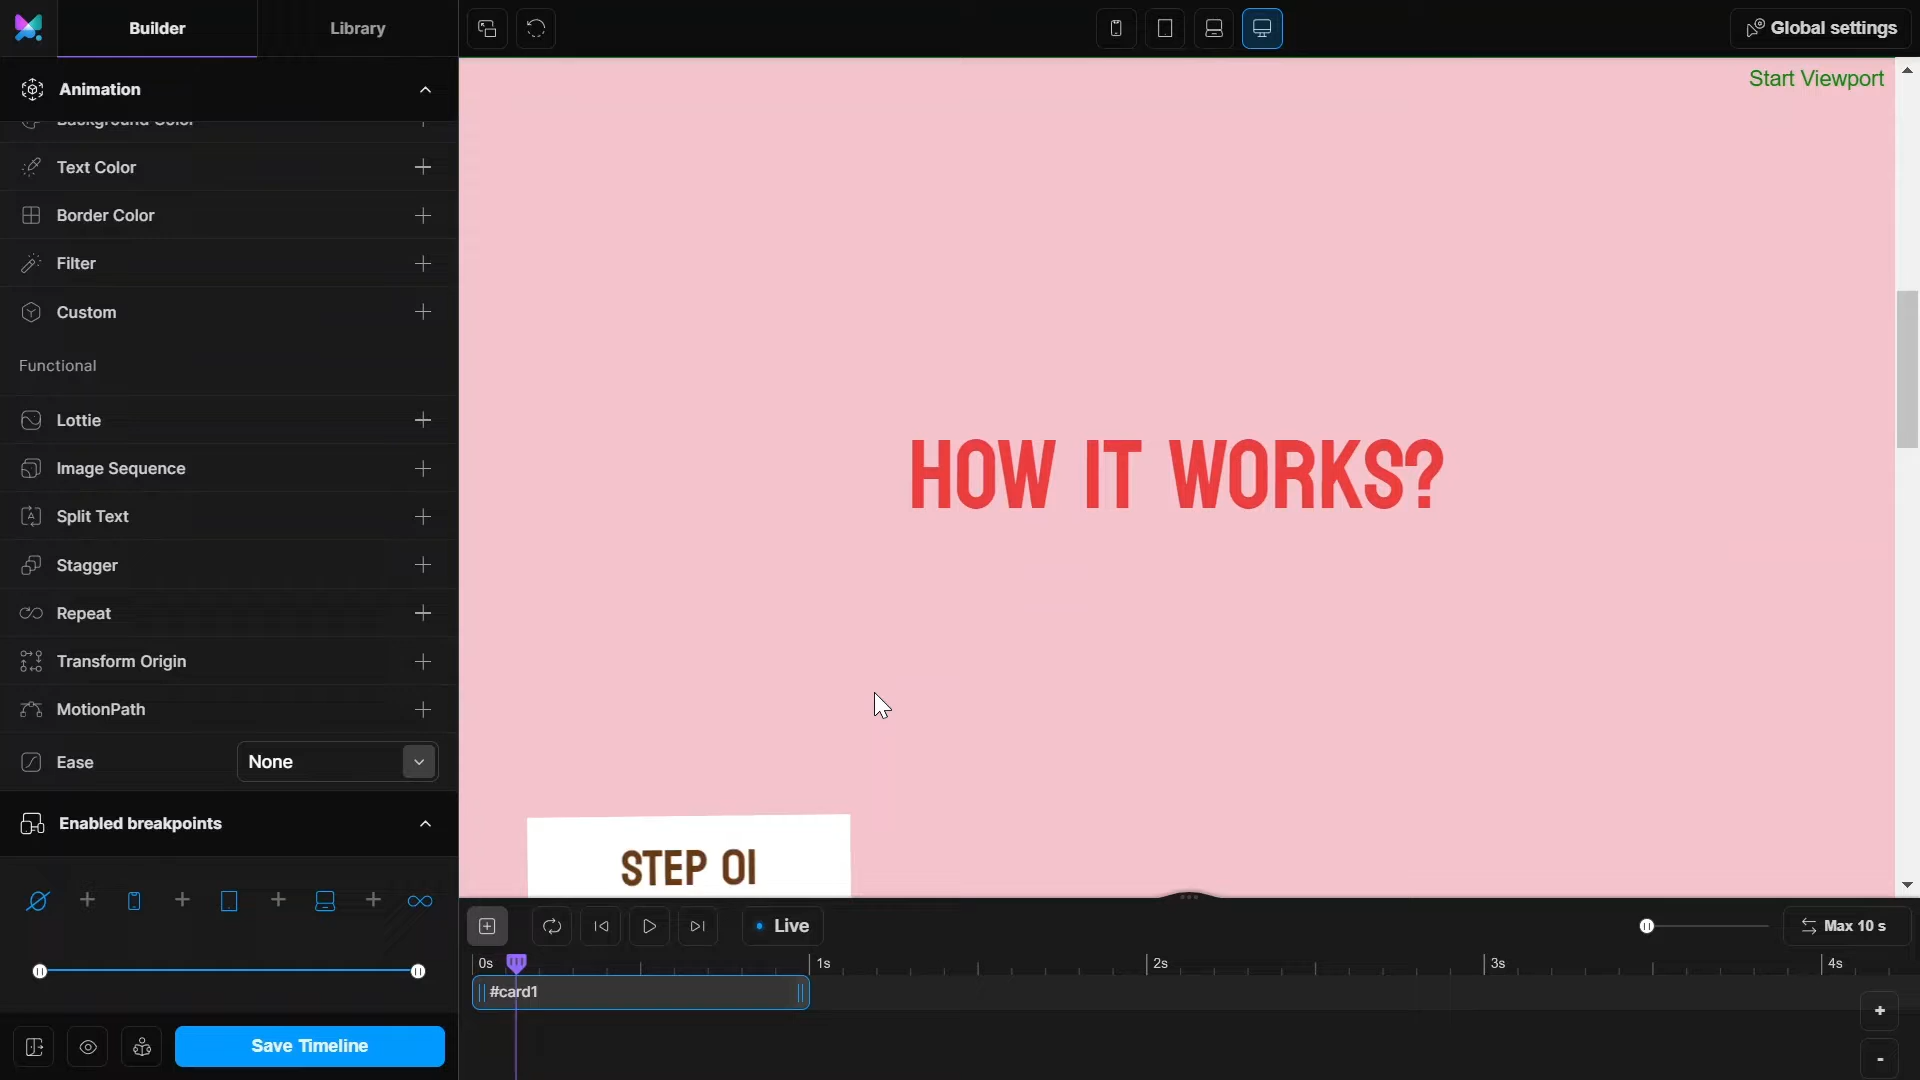 Builder
Library
Global settings
Animation
Start Viewport
Background Color
Text Color
Border Color
Filter
Custom
Functional
Lottie
Image Sequence
Split Text
Stagger
Repeat
Transform Origin
MotionPath
Ease
None
HOW IT WORKS?
STEP 01
Enabled breakpoints
Live
Max 10 s
0s
1s
2s
3s
4s
#card1
Save Timeline